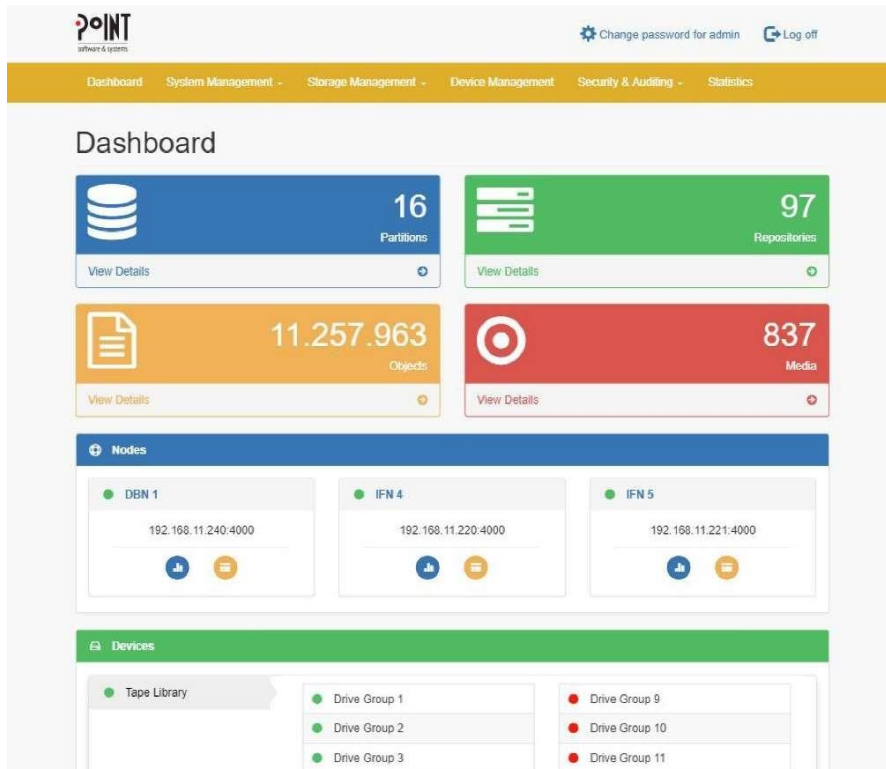 POINT
software & systems
Change password for admin
Log off
Dashboard
System Management
Storage Management
Device Management
Security & Auditing
Statistics
Dashboard
16
Partitions
View Details
97
Repositories
View Details
11.257.963
Objects
View Details
837
Media
View Details
Nodes
DBN 1
192.168.11.240:4000
IFN 4
192.168.11.220:4000
IFN 5
192.168.11.221:4000
Devices
Tape Library
Drive Group 1
Drive Group 2
Drive Group 3
Drive Group 9
Drive Group 10
Drive Group 11